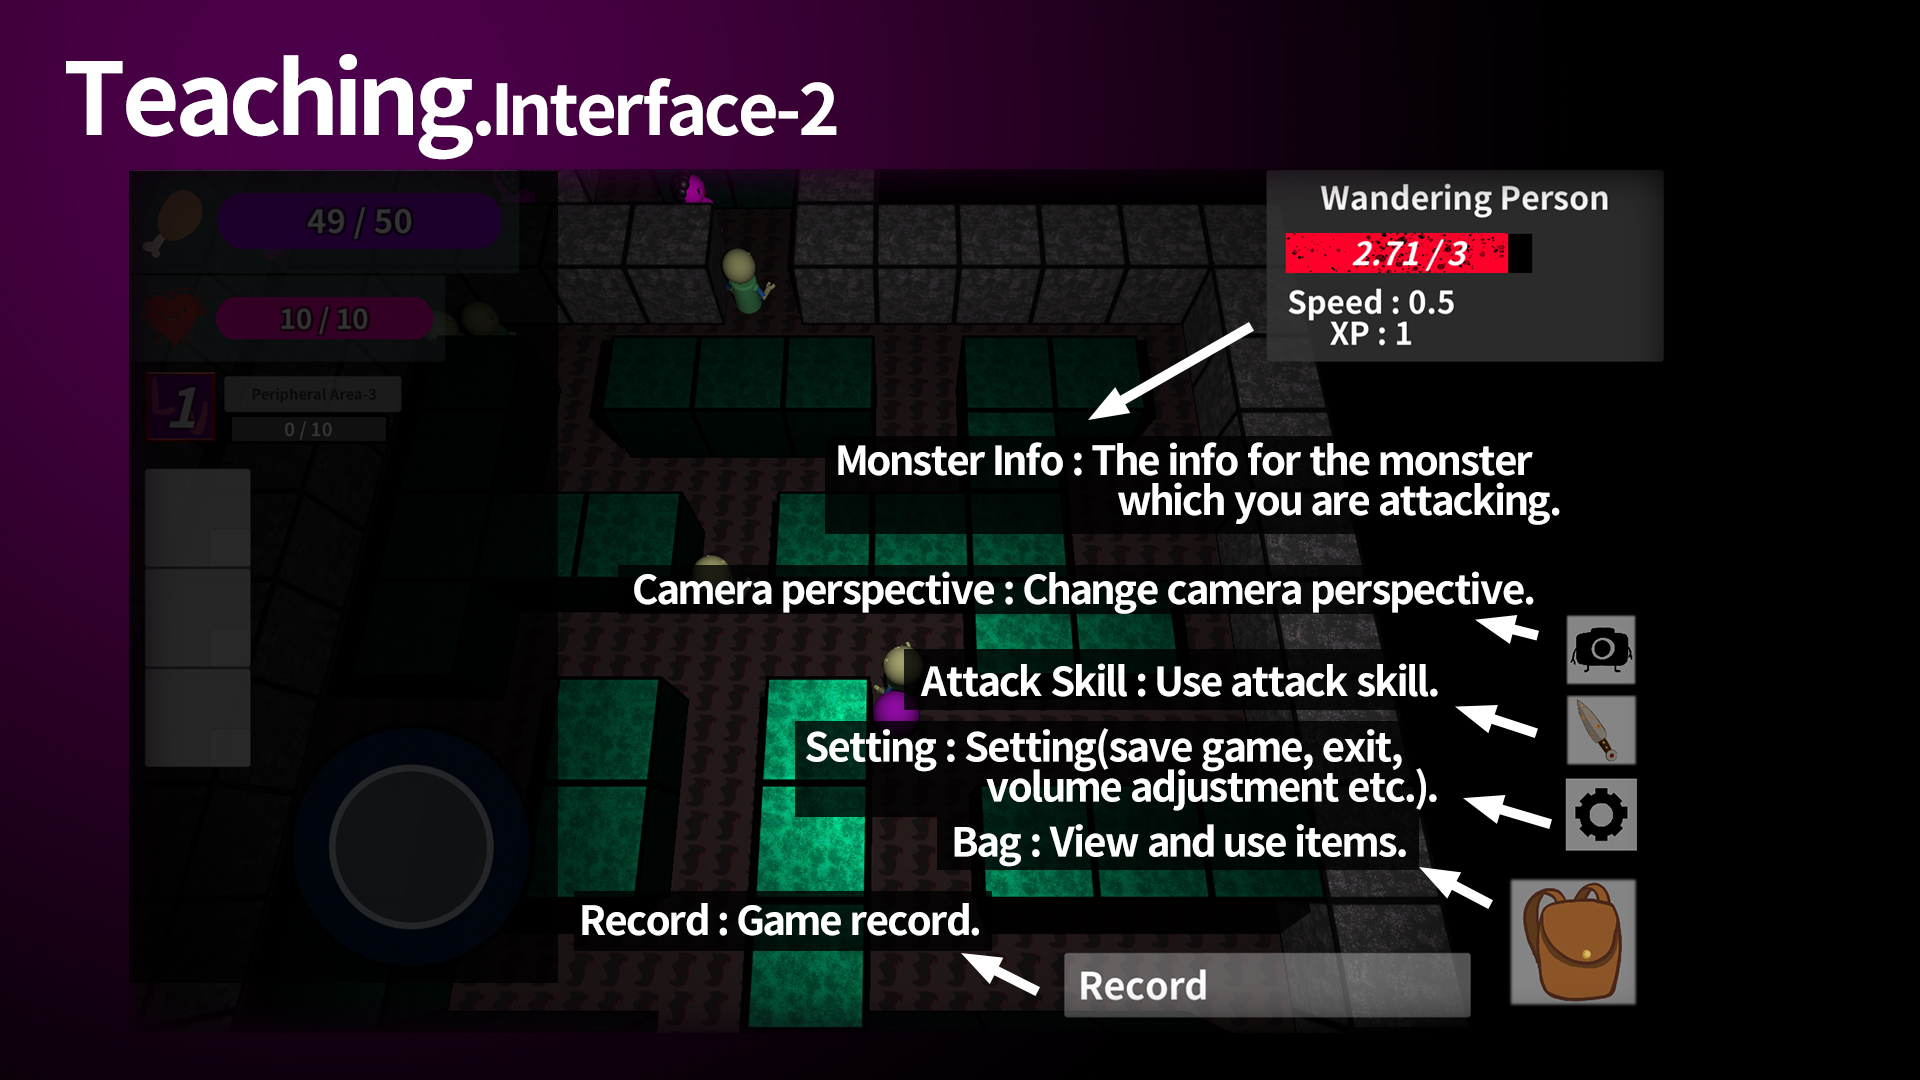 Teaching.Interface-2
49 / 50
10 / 10
1
Peripheral Area-3
0 / 10
Wandering Person
2.71 / 3
Speed : 0.5
XP : 1
Monster Info : The info for the monster
which you are attacking.
Camera perspective : Change camera perspective.
Attack Skill : Use attack skill.
Setting : Setting(save game, exit,
volume adjustment etc.).
Bag : View and use items.
Record : Game record.
Record